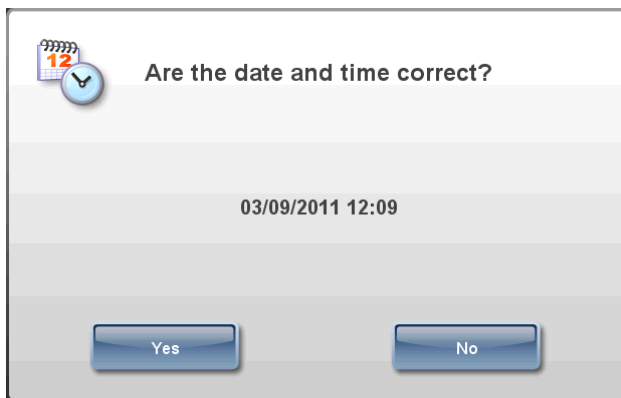 12
Are the date and time correct?
03/09/2011 12:09
Yes
No